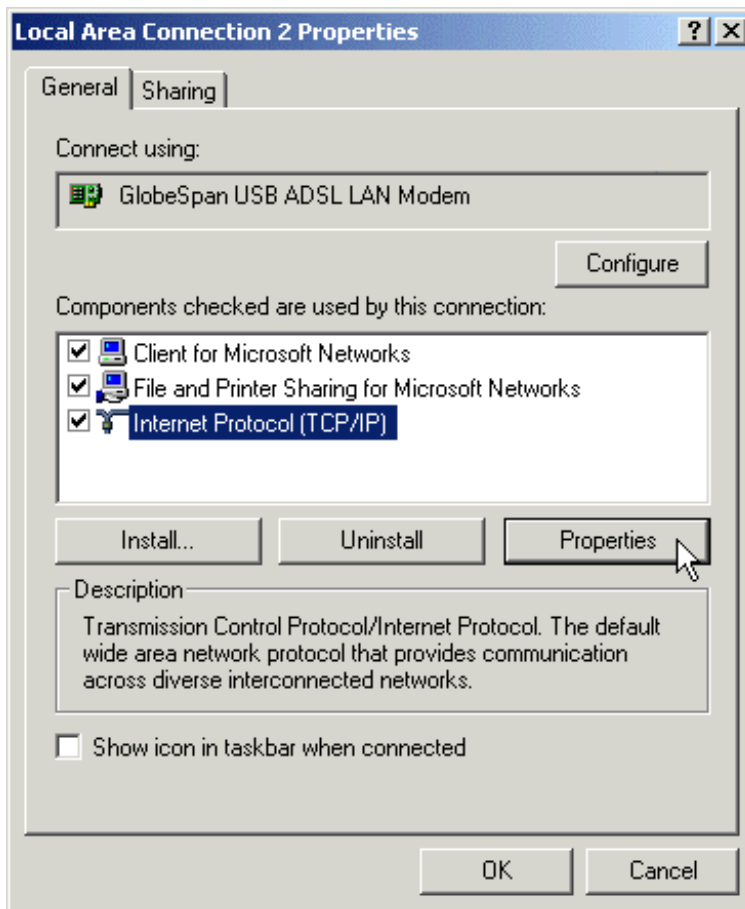 Local Area Connection 2 Properties
General
Sharing
Connect using:
GlobeSpan USB ADSL LAN Modem
Configure
Components checked are used by this connection:
Client for Microsoft Networks
File and Printer Sharing for Microsoft Networks
Internet Protocol (TCP/IP)
Install...
Uninstall
Properties
Description
Transmission Control Protocol/Internet Protocol. The default
wide area network protocol that provides communication
across diverse interconnected networks.
Show icon in taskbar when connected
OK
Cancel